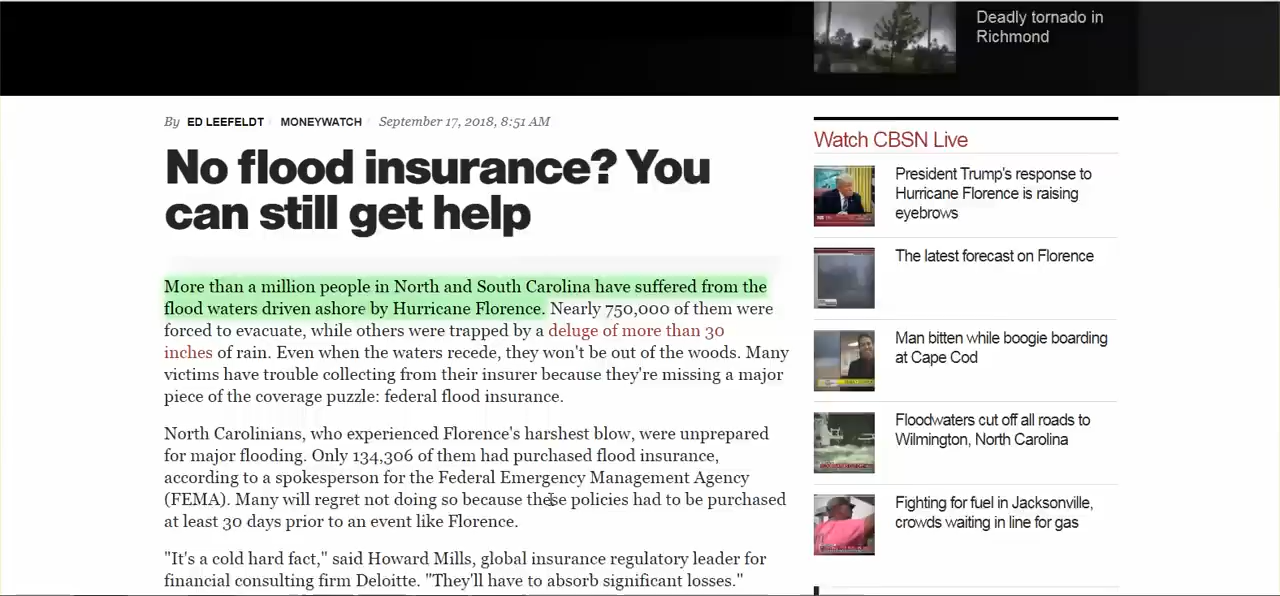 Deadly tornado in
Richmond
By ED LEEFELDT MONEYWATCH September 17, 2018, 8:51 AM
No flood insurance? You
can still get help
More than a million people in North and South Carolina have suffered from the
flood waters driven ashore by Hurricane Florence. Nearly 750,000 of them were
forced to evacuate, while others were trapped by a deluge of more than 30
inches of rain. Even when the waters recede, they won't be out of the woods. Many
victims have trouble collecting from their insurer because they're missing a major
piece of the coverage puzzle: federal flood insurance.
North Carolinians, who experienced Florence's harshest blow, were unprepared
for major flooding. Only 134,306 of them had purchased flood insurance,
according to a spokesperson for the Federal Emergency Management Agency
(FEMA). Many will regret not doing so because these policies had to be purchased
at least 30 days prior to an event like Florence.
"It's a cold hard fact," said Howard Mills, global insurance regulatory leader for
financial consulting firm Deloitte. "They'll have to absorb significant losses."
Watch CBSN Live
President Trump's response to
Hurricane Florence is raising
eyebrows
The latest forecast on Florence
Man bitten while boogie boarding
at Cape Cod
Floodwaters cut off all roads to
Wilmington, North Carolina
Fighting for fuel in Jacksonville,
crowds waiting in line for gas